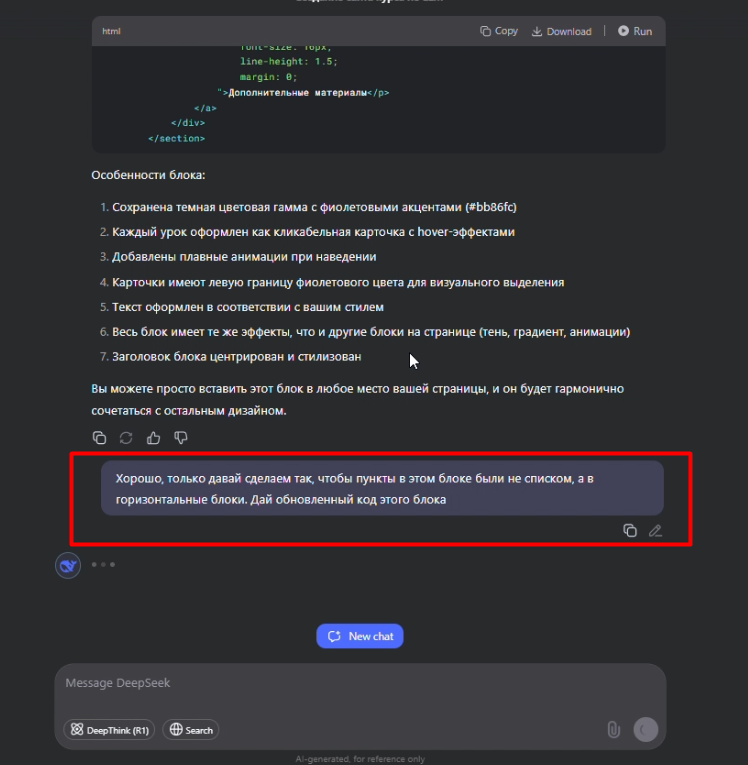 html
Copy
Download
Run
font-size: 16px;
line-height: 1.5;
margin: 0;
">Дополнительные материалы</p>
</a>
</div>
</section>
Особенности блока:
1. Сохранена темная цветовая гамма с фиолетовыми акцентами (#bb86fc)
2. Каждый урок оформлен как кликабельная карточка с hover-эффектами
3. Добавлены плавные анимации при наведении
4. Карточки имеют левую границу фиолетового цвета для визуального выделения
5. Текст оформлен в соответствии с вашим стилем
6. Весь блок имеет те же эффекты, что и другие блоки на странице (тень, градиент, анимации)
7. Заголовок блока центрирован и стилизован
Вы можете просто вставить этот блок в любое место вашей страницы, и он будет гармонично
сочетаться с остальным дизайном.
Хорошо, только давай сделаем так, чтобы пункты в этом блоке были не списком, а в
горизонтальные блоки. Дай обновленный код этого блока
New chat
Message DeepSeek
DeepThink (R1)
Search
AI-generated, for reference only